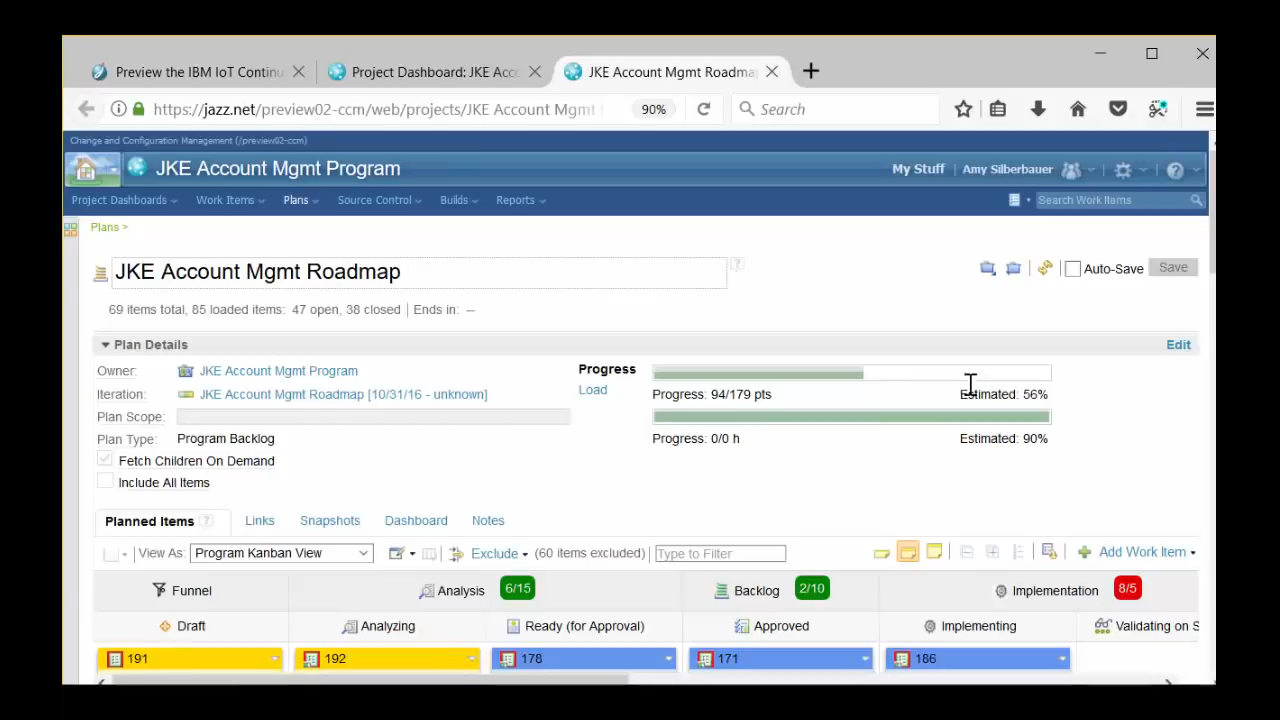 Preview the IBM IoT Continu
Project Dashboard: JKE Acc
JKE Account Mgmt Roadma
https://jazz.net/preview02-ccm/web/projects/JKE Account Mgmt
90%
Search
Change and Configuration Management (/preview02-ccm)
JKE Account Mgmt Program
My Stuff
Amy Silberbauer
Project Dashboards
Work Items
Plans
Source Control
Builds
Reports
Search Work Items
Plans >
JKE Account Mgmt Roadmap
?
Auto-Save
Save
69 items total, 85 loaded items: 47 open, 38 closed | Ends in: --
Plan Details
Edit
Owner: JKE Account Mgmt Program
Iteration: JKE Account Mgmt Roadmap [10/31/16 - unknown]
Plan Scope:
Plan Type: Program Backlog
Fetch Children On Demand
Include All Items
Progress
Load
Progress: 94/179 pts
Estimated: 56%
Progress: 0/0 h
Estimated: 90%
Planned Items ?
Links
Snapshots
Dashboard
Notes
View As: Program Kanban View
Exclude
(60 items excluded)
Type to Filter
Add Work Item
Funnel
Analysis 6/15
Backlog 2/10
Implementation 8/5
Draft
Analyzing
Ready (for Approval)
Approved
Implementing
Validating on S
191
192
178
171
186